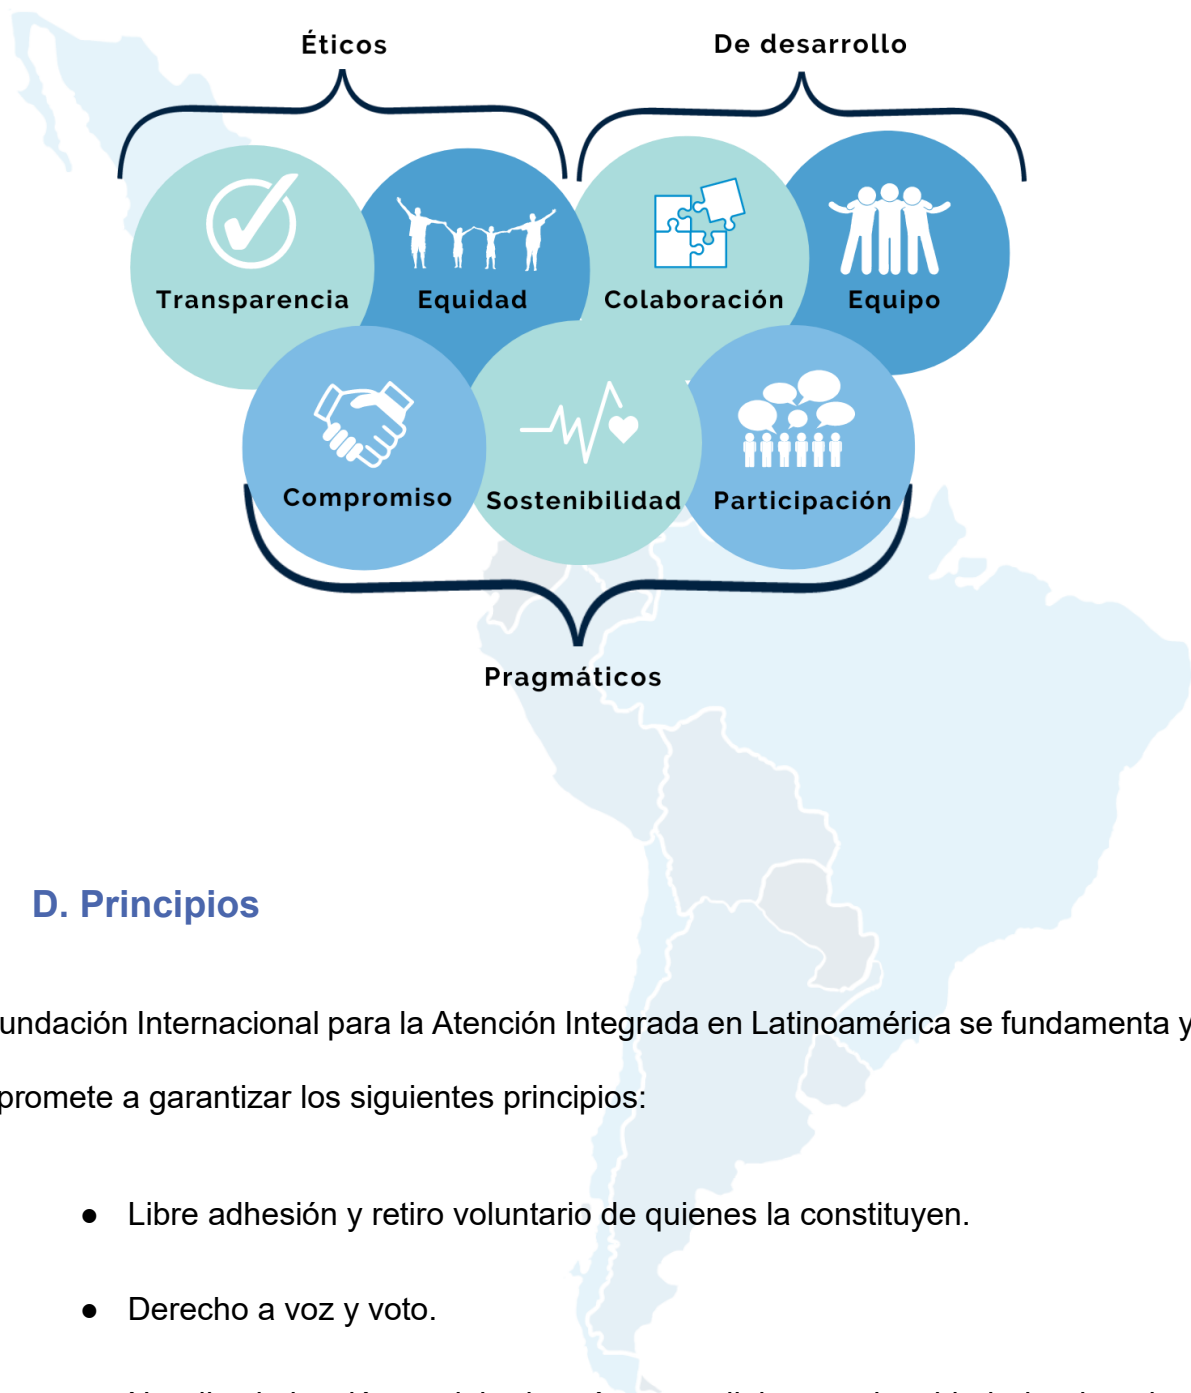 Éticos De desarrollo
Transparencia Equidad Colaboración Equipo
Compromiso Sostenibilidad Participación
Pragmáticos
D. Principios
undación Internacional para la Atención Integrada en Latinoamérica se fundamenta y
promete a garantizar los siguientes principios:
● Libre adhesión y retiro voluntario de quienes la constituyen.
● Derecho a voz y voto.